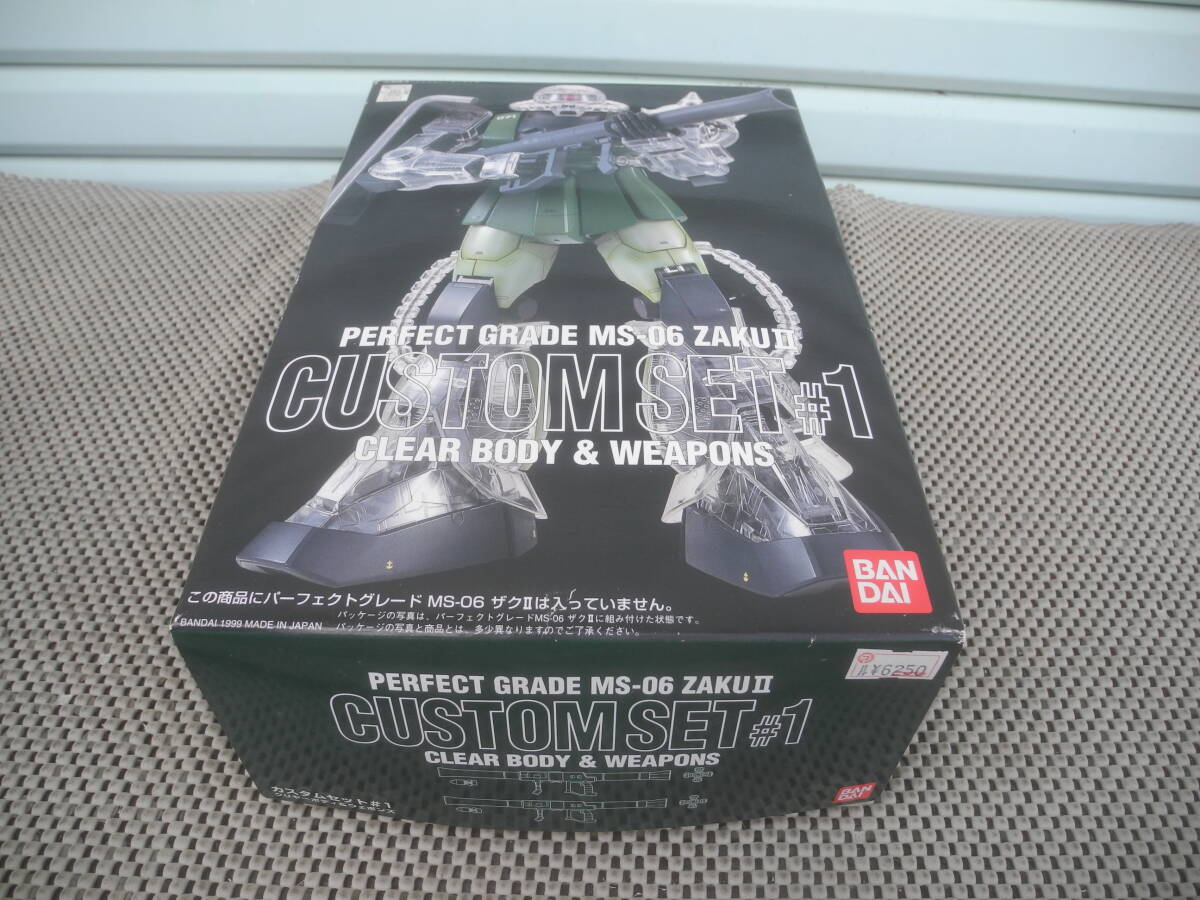 PERFECT GRADE MS-06 ZAKUⅡ
CUSTOM SET#1
CLEAR BODY & WEAPONS
BAN
DAI
この商品にパーフェクトグレード MS-06 ザクⅡは入っていません。
パッケージの写真は、パーフェクトグレードMS-06 ザクⅡに組み付けた状態です。
BANDAI 1999 MADE IN JAPAN
パッケージの写真と商品とは、多少異なりますのでご了承ください。
¥6250
PERFECT GRADE MS-06 ZAKUⅡ
CUSTOM SET#1
CLEAR BODY & WEAPONS
カスタムセット#1
BAN
DAI